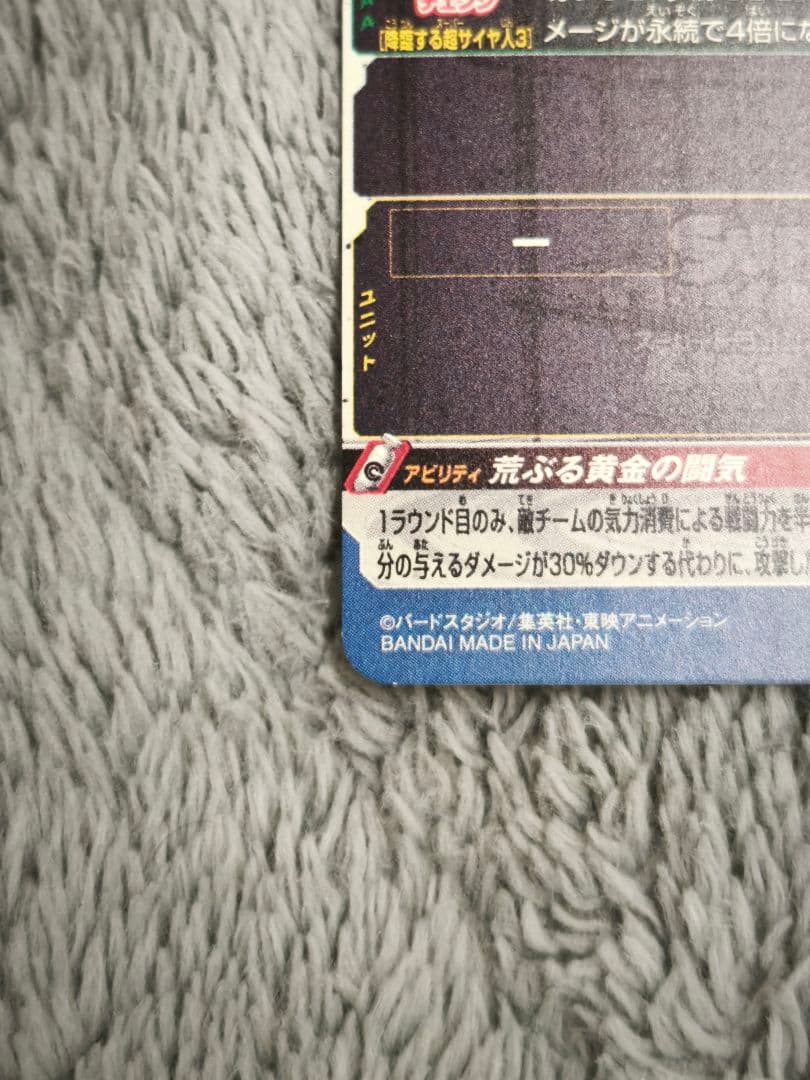 [降臨する超サイヤ人3]
メージが永続で4倍にな
ー
ユニット
アビリティ 荒ぶる黄金の闘気
1ラウンド目のみ、敵チームの気力消費による戦闘力を半
分の与えるダメージが30%ダウンする代わりに、攻撃した
©バードスタジオ/集英社・東映アニメーション
BANDAI MADE IN JAPAN